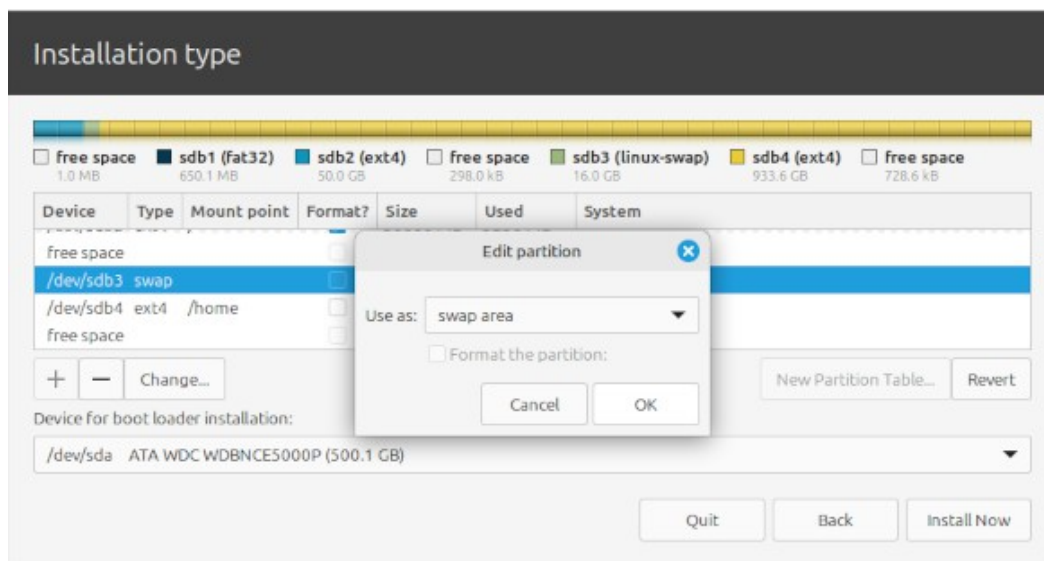 Installation type
free space sdb1 (fat32) sdb2 (ext4) free space sdb3 (linux-swap) sdb4 (ext4) free space
1.0 MB 650.1 MB 50.0 GB 298.0 kB 16.0 GB 933.6 GB 728.6 kB
Device Type Mount point Format? Size Used System
free space
/dev/sdb3 swap
/dev/sdb4 ext4 /home
free space
Edit partition
Use as: swap area
Format the partition:
Cancel OK
+ − Change... New Partition Table... Revert
Device for boot loader installation:
/dev/sda ATA WDC WDBNCE5000P (500.1 GB)
Quit Back Install Now